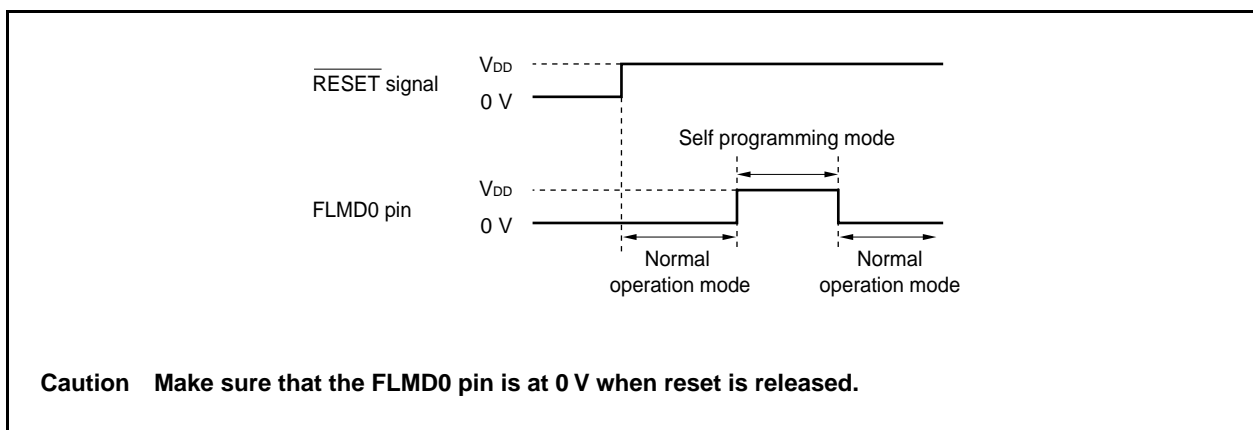 RESET signal
VDD
0 V
Self programming mode
FLMD0 pin
VDD
0 V
Normal
operation mode
Normal
operation mode
Caution Make sure that the FLMD0 pin is at 0 V when reset is released.